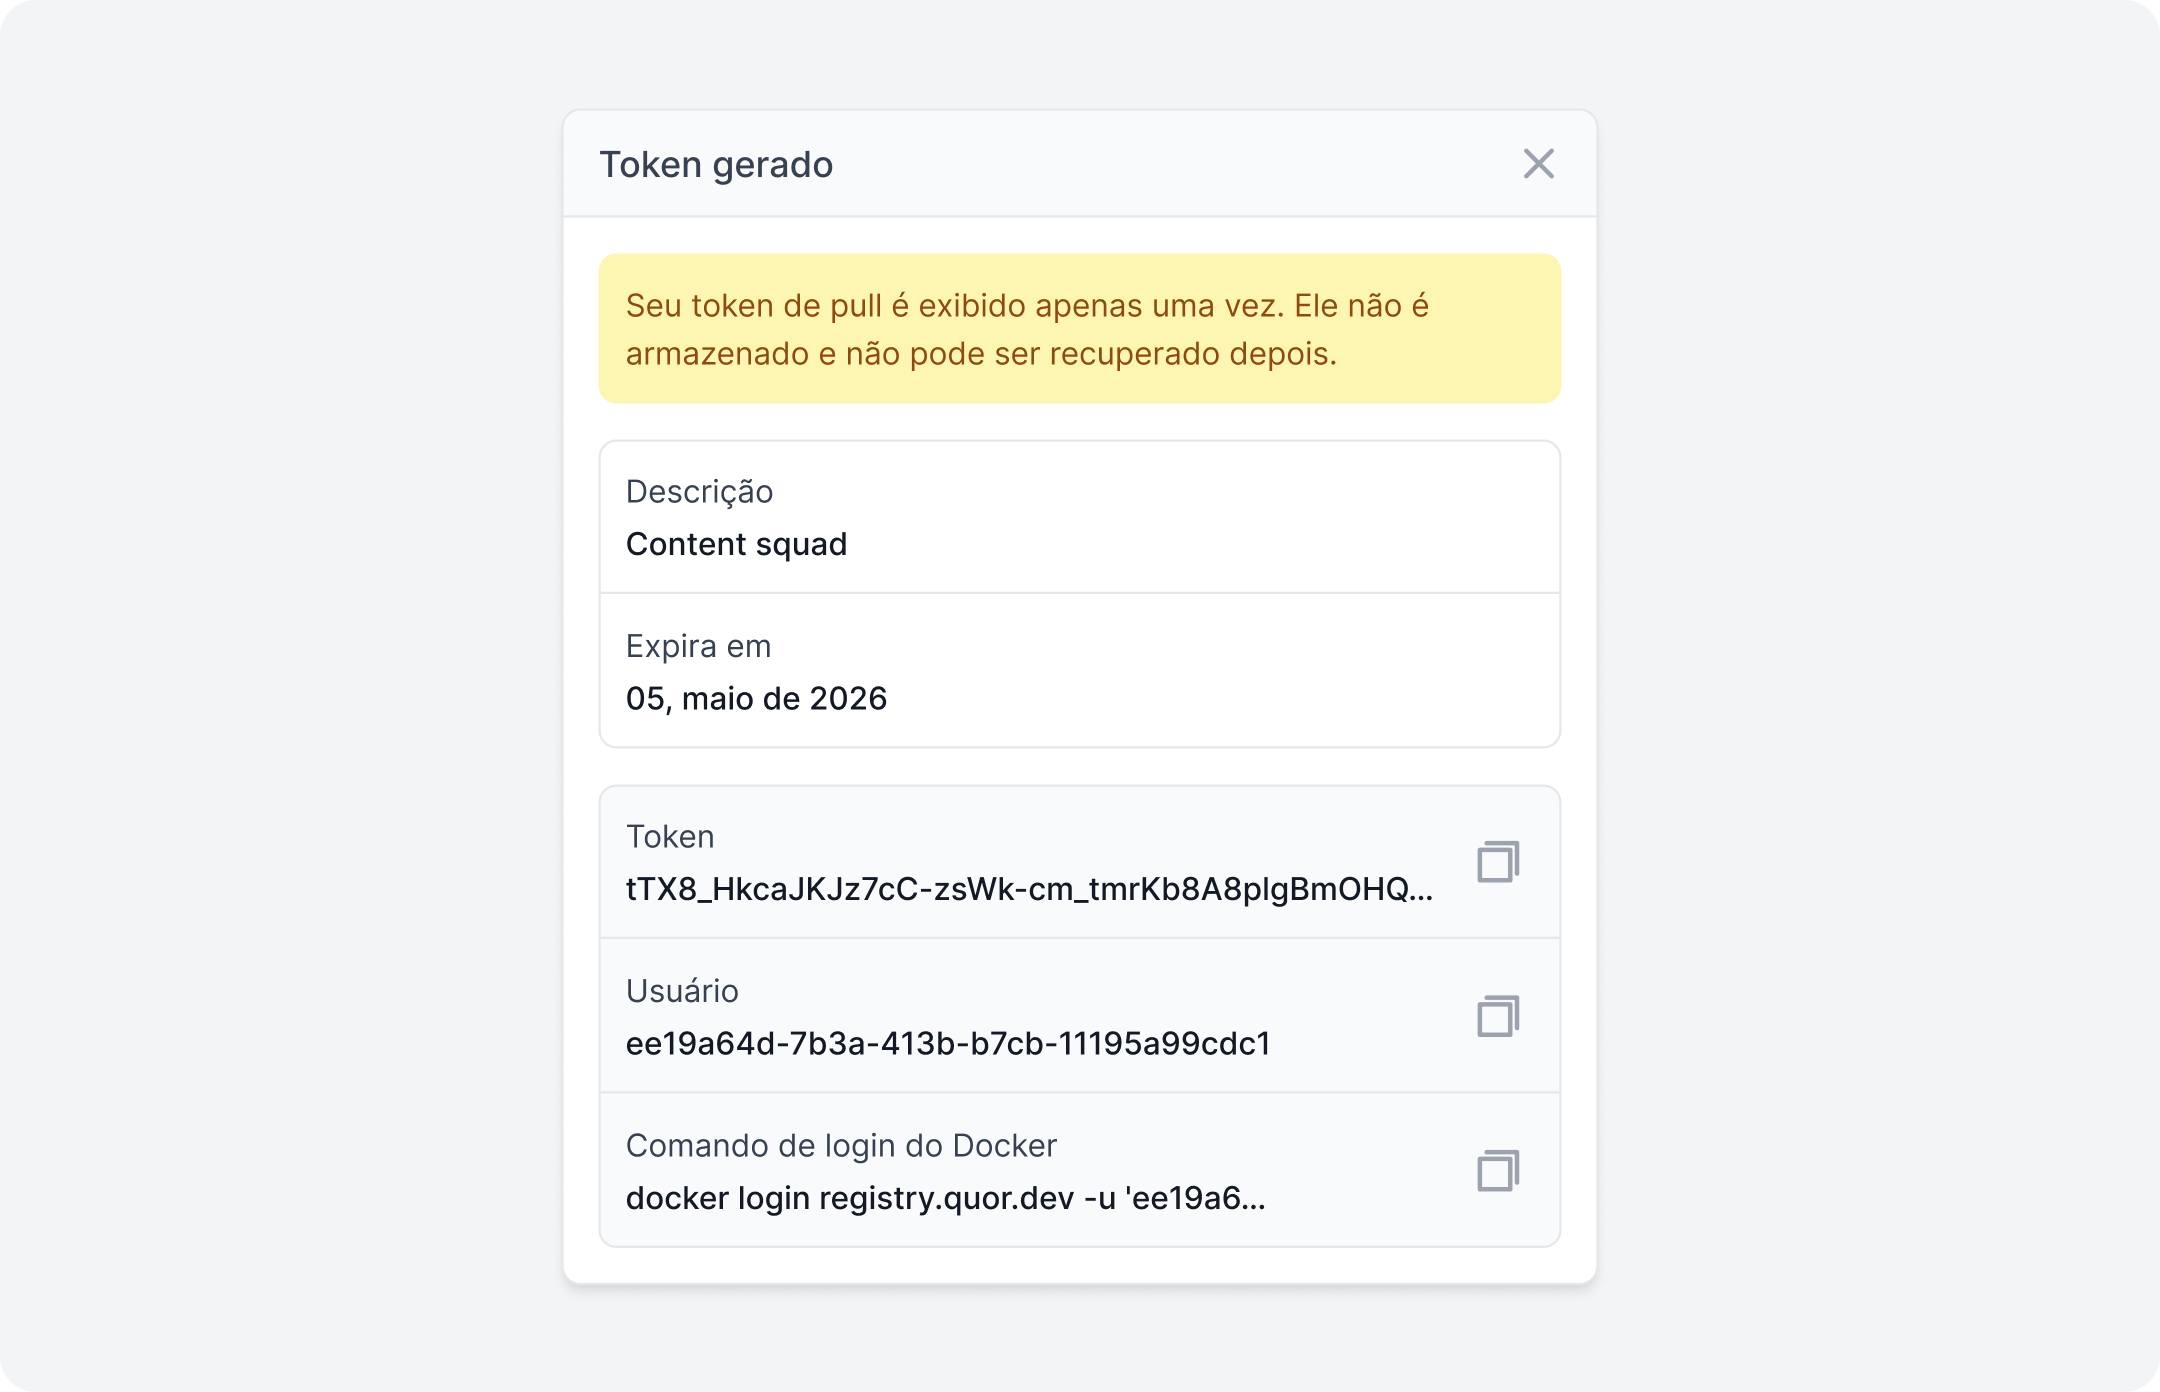 Token gerado
Seu token de pull é exibido apenas uma vez. Ele não é
armazenado e não pode ser recuperado depois.
Descrição
Content squad
Expira em
05, maio de 2026
Token
tTX8_HkcaJKJz7cC-zsWk-cm_tmrKb8A8plgBmOHQ...
Usuário
ee19a64d-7b3a-413b-b7cb-11195a99cdc1
Comando de login do Docker
docker login registry.quor.dev -u 'ee19a6...